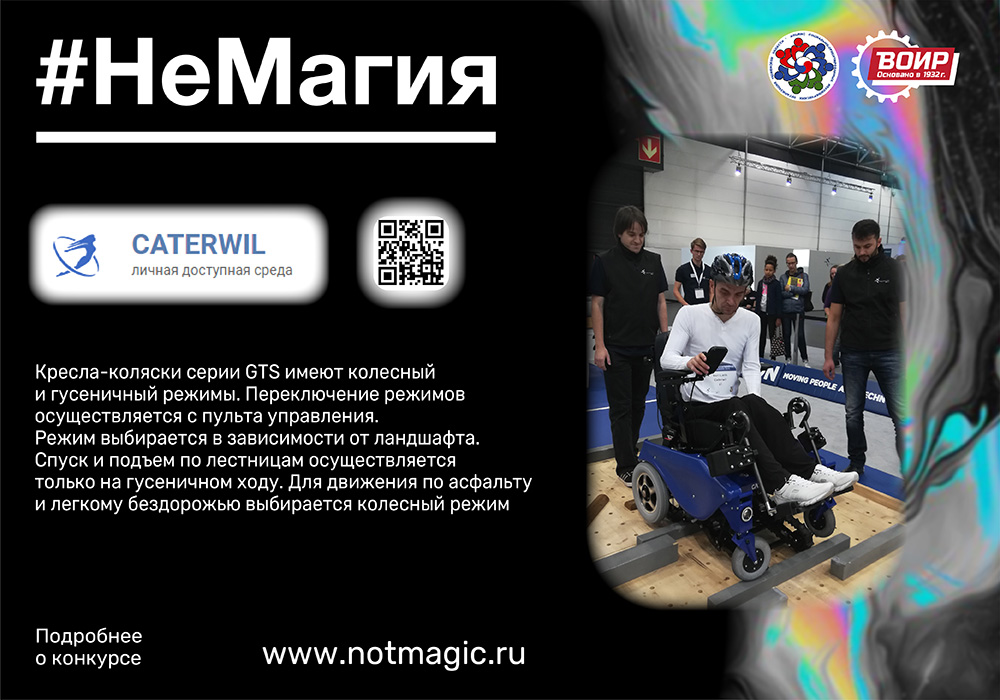 #НеМагия
ВОИР
Основано в 1932 г.
CATERWIL
личная доступная среда
Кресла-коляски серии GTS имеют колесный
и гусеничный режимы. Переключение режимов
осуществляется с пульта управления.
Режим выбирается в зависимости от ландшафта.
Спуск и подъем по лестницам осуществляется
только на гусеничном ходу. Для движения по асфальту
и легкому бездорожью выбирается колесный режим
MOVING PEOPLE
Подробнее
о конкурсе
www.notmagic.ru